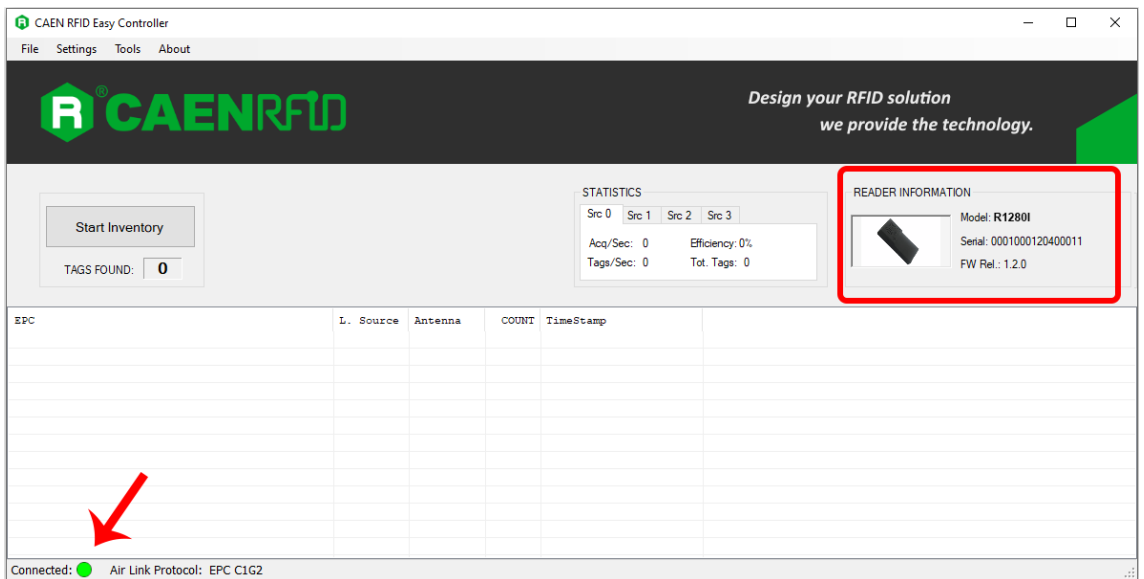 CAEN RFID Easy Controller
File Settings Tools About
R®CAENRFID
Design your RFID solution
we provide the technology.
Start Inventory
TAGS FOUND: 0
STATISTICS
Src 0 Src 1 Src 2 Src 3
Acq/Sec: 0 Efficiency: 0%
Tags/Sec: 0 Tot. Tags: 0
READER INFORMATION
Model: R1280I
Serial: 0001000120400011
FW Rel.: 1.2.0
EPC L. Source Antenna COUNT TimeStamp
Connected: Air Link Protocol: EPC C1G2